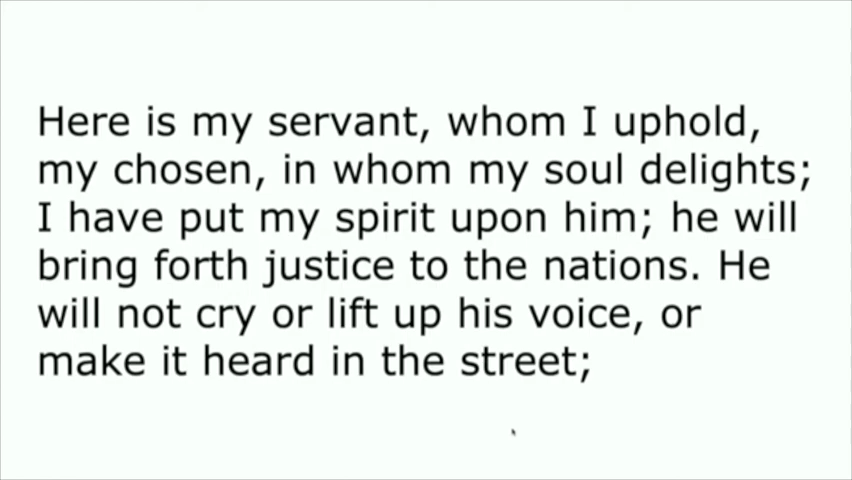 Here is my servant, whom I uphold,
my chosen, in whom my soul delights;
I have put my spirit upon him; he will
bring forth justice to the nations. He
will not cry or lift up his voice, or
make it heard in the street;